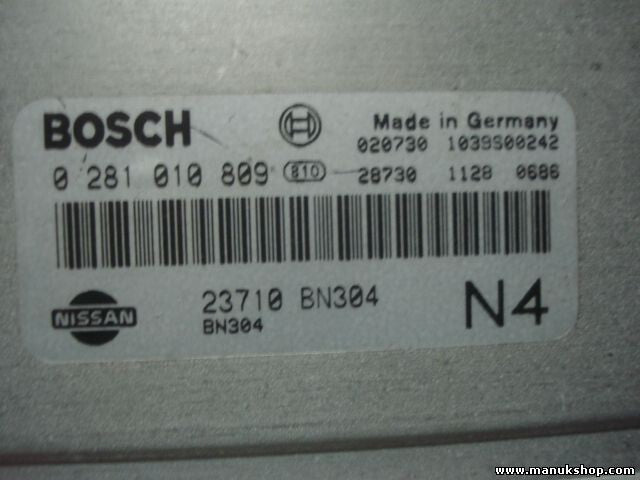 BOSCH Made in Germany
020730 1039S00242
0 281 010 809 810 28730 1128 0686
NISSAN 23710 BN304 N4
BN304
www.manukshop.com